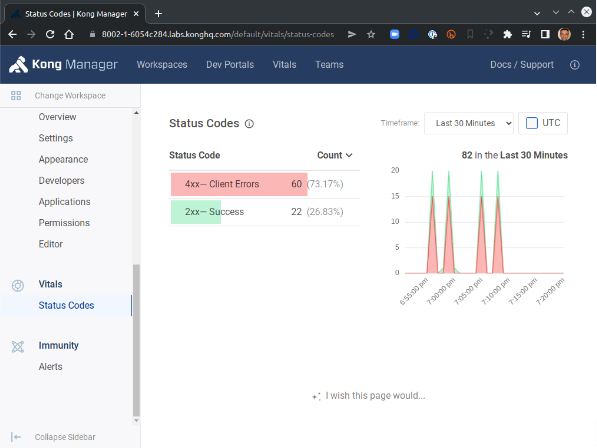 Status Codes | Kong Manager
8002-1-6054c284.labs.konghq.com/default/vitals/status-codes
Kong Manager
Workspaces
Dev Portals
Vitals
Teams
Docs / Support
Change Workspace
Overview
Settings
Appearance
Developers
Applications
Permissions
Editor
Vitals
Status Codes
Immunity
Alerts
Collapse Sidebar
Status Codes
Timeframe:
Last 30 Minutes
UTC
Status Code
Count
4xx— Client Errors 60 (73.17%)
2xx— Success 22 (26.83%)
82 in the Last 30 Minutes
20
15
10
5
0
6:55:00 pm
7:00:00 pm
7:05:00 pm
7:10:00 pm
7:15:00 pm
7:20:00 pm
I wish this page would...